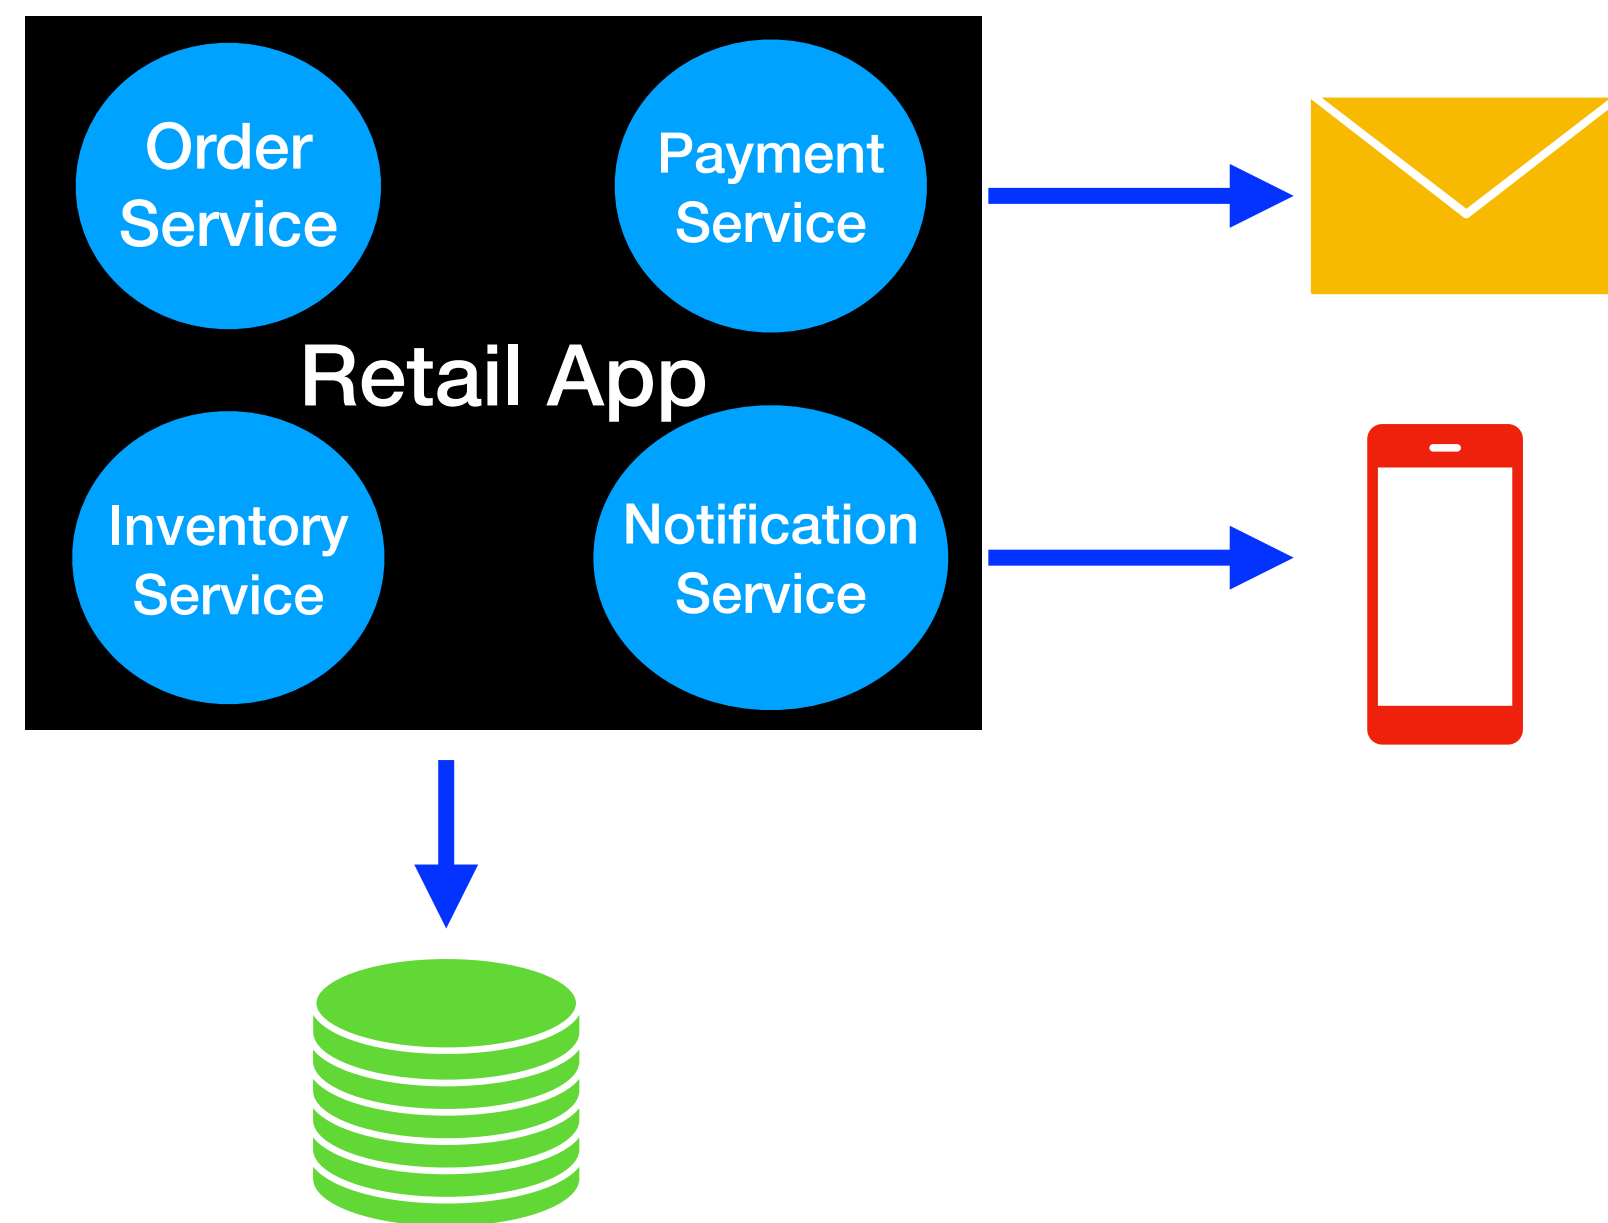 Order
Service
Payment
Service
Retail App
Inventory
Service
Notification
Service